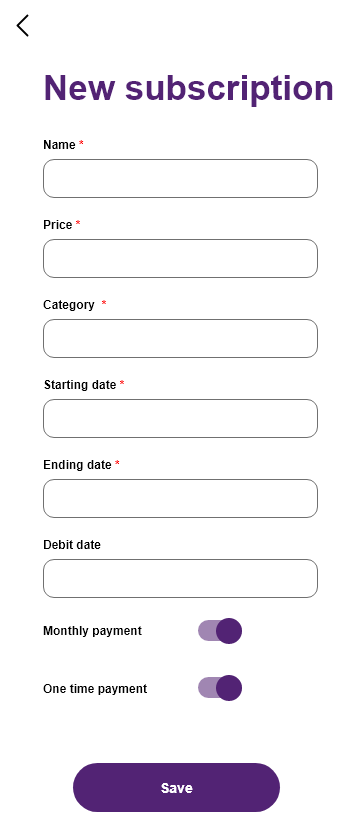 New subscription
Name *
Price *
Category *
Starting date *
Ending date *
Debit date
Monthly payment
One time payment
Save